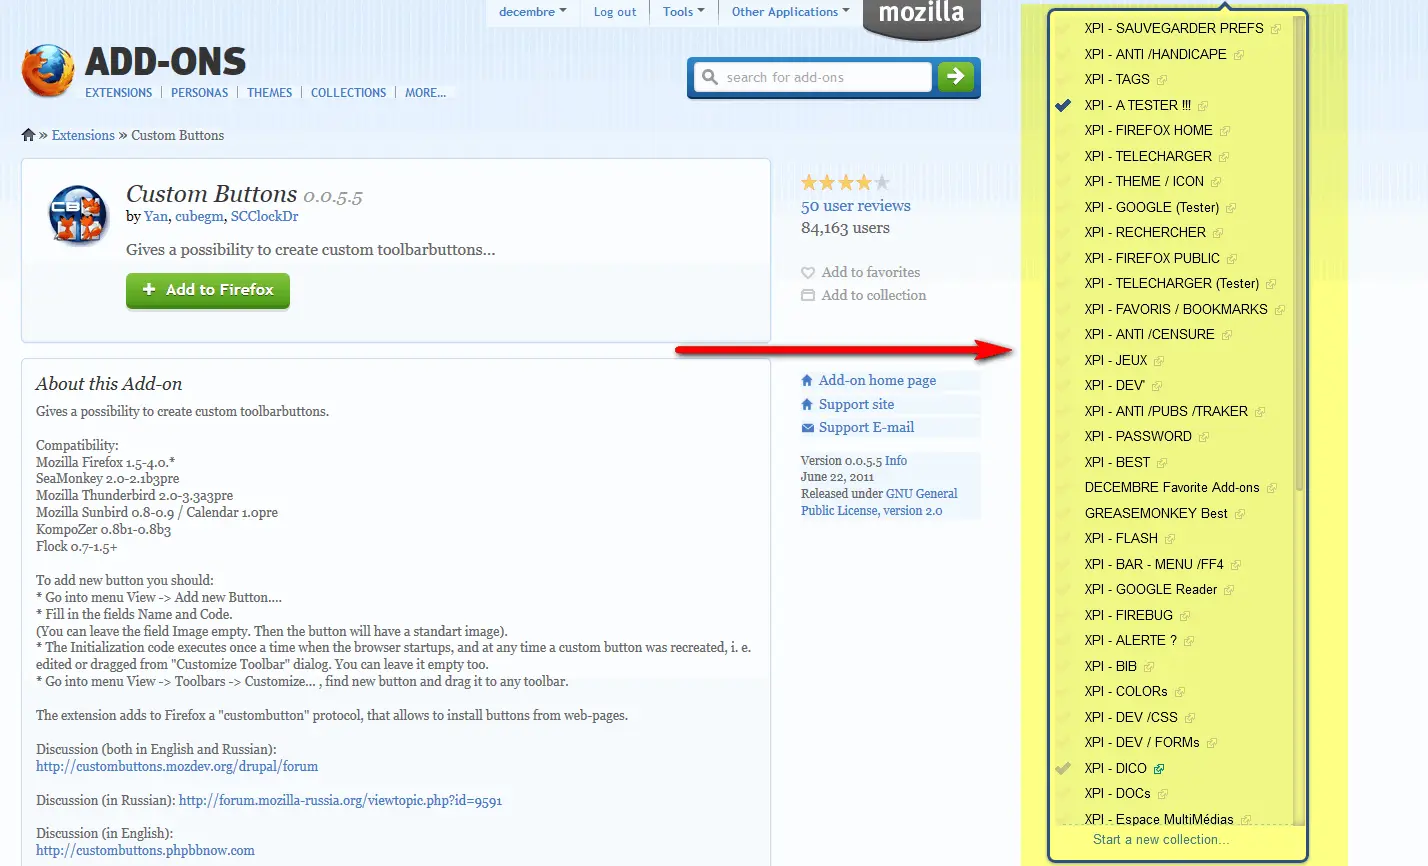 decembre
Log out
Tools
Other Applications
mozilla
ADD-ONS
EXTENSIONS | PERSONAS | THEMES | COLLECTIONS | MORE...
search for add-ons
» Extensions » Custom Buttons
Custom Buttons 0.0.5.5
by Yan, cubegm, SCClockDr
Gives a possibility to create custom toolbarbuttons...
+ Add to Firefox
50 user reviews
84,163 users
Add to favorites
Add to collection
About this Add-on
Gives a possibility to create custom toolbarbuttons.
Compatibility:
Mozilla Firefox 1.5-4.0.*
SeaMonkey 2.0-2.1b3pre
Mozilla Thunderbird 2.0-3.3a3pre
Mozilla Sunbird 0.8-0.9 / Calendar 1.0pre
KompoZer 0.8b1-0.8b3
Flock 0.7-1.5+
To add new button you should:
* Go into menu View -> Add new Button....
* Fill in the fields Name and Code.
(You can leave the field Image empty. Then the button will have a standart image).
* The Initialization code executes once a time when the browser startups, and at any time a custom button was recreated, i. e.
edited or dragged from "Customize Toolbar" dialog. You can leave it empty too.
* Go into menu View -> Toolbars -> Customize... , find new button and drag it to any toolbar.
The extension adds to Firefox a "custombutton" protocol, that allows to install buttons from web-pages.
Discussion (both in English and Russian):
http://custombuttons.mozdev.org/drupal/forum
Discussion (in Russian): http://forum.mozilla-russia.org/viewtopic.php?id=9591
Discussion (in English):
http://custombuttons.phpbbnow.com
Add-on home page
Support site
Support E-mail
Version 0.0.5.5 Info
June 22, 2011
Released under GNU General
Public License, version 2.0
XPI - SAUVEGARDER PREFS
XPI - ANTI /HANDICAPE
XPI - TAGS
XPI - A TESTER !!!
XPI - FIREFOX HOME
XPI - TELECHARGER
XPI - THEME / ICON
XPI - GOOGLE (Tester)
XPI - RECHERCHER
XPI - FIREFOX PUBLIC
XPI - TELECHARGER (Tester)
XPI - FAVORIS / BOOKMARKS
XPI - ANTI /CENSURE
XPI - JEUX
XPI - DEV'
XPI - ANTI /PUBS /TRAKER
XPI - PASSWORD
XPI - BEST
DECEMBRE Favorite Add-ons
GREASEMONKEY Best
XPI - FLASH
XPI - BAR - MENU /FF4
XPI - GOOGLE Reader
XPI - FIREBUG
XPI - ALERTE ?
XPI - BIB
XPI - COLORs
XPI - DEV /CSS
XPI - DEV / FORMs
XPI - DICO
XPI - DOCs
XPI - Espace MultiMédias
Start a new collection...